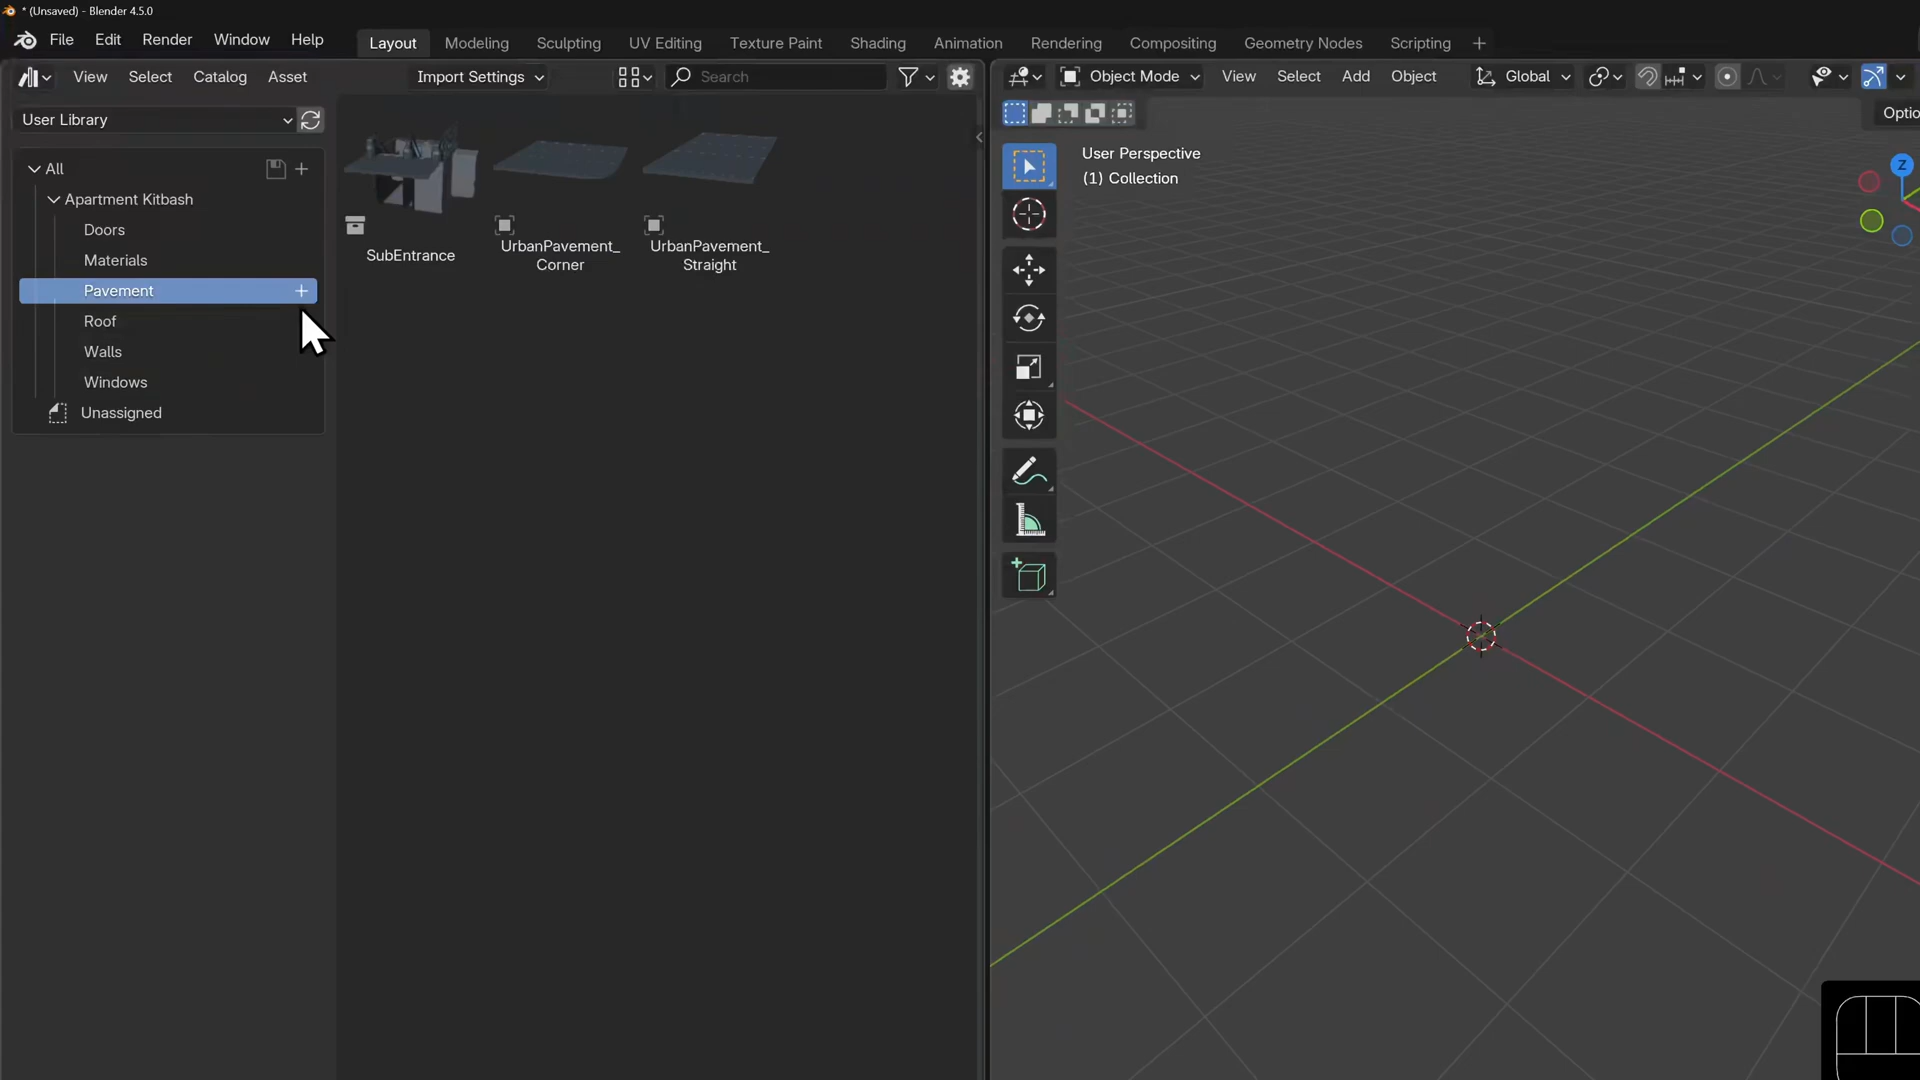 * (Unsaved) - Blender 4.5.0
File Edit Render Window Help Layout Modeling Sculpting UV Editing Texture Paint Shading Animation Rendering Compositing Geometry Nodes Scripting +
View Select Catalog Asset Import Settings Search
Object Mode View Select Add Object Global
User Library
Optio
All
Apartment Kitbash
Doors
Materials
Pavement
Roof
Walls
Windows
Unassigned
SubEntrance
UrbanPavement_
Corner
UrbanPavement_
Straight
User Perspective
(1) Collection
Z